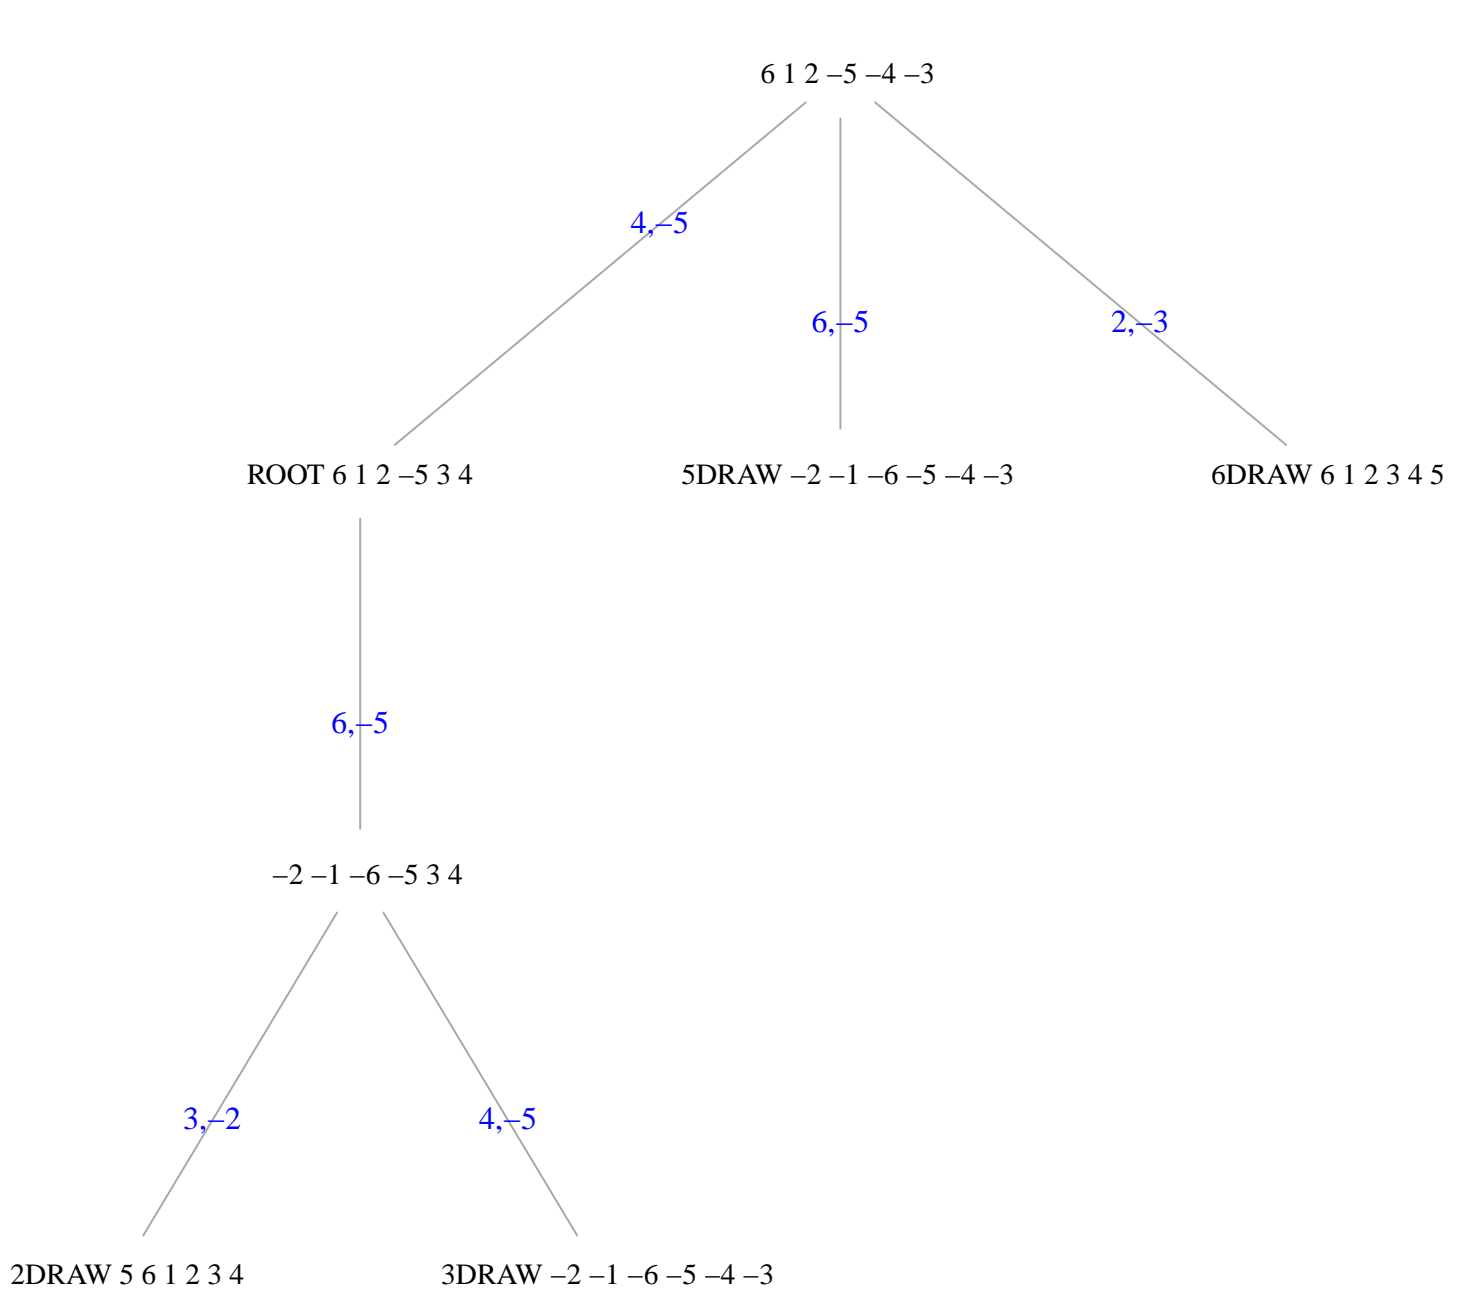 6 1 2 –5 –4 –3
4,–5
6,–5
2,–3
ROOT 6 1 2 –5 3 4
5DRAW –2 –1 –6 –5 –4 –3
6DRAW 6 1 2 3 4 5
6,–5
–2 –1 –6 –5 3 4
3,–2
4,–5
2DRAW 5 6 1 2 3 4
3DRAW –2 –1 –6 –5 –4 –3